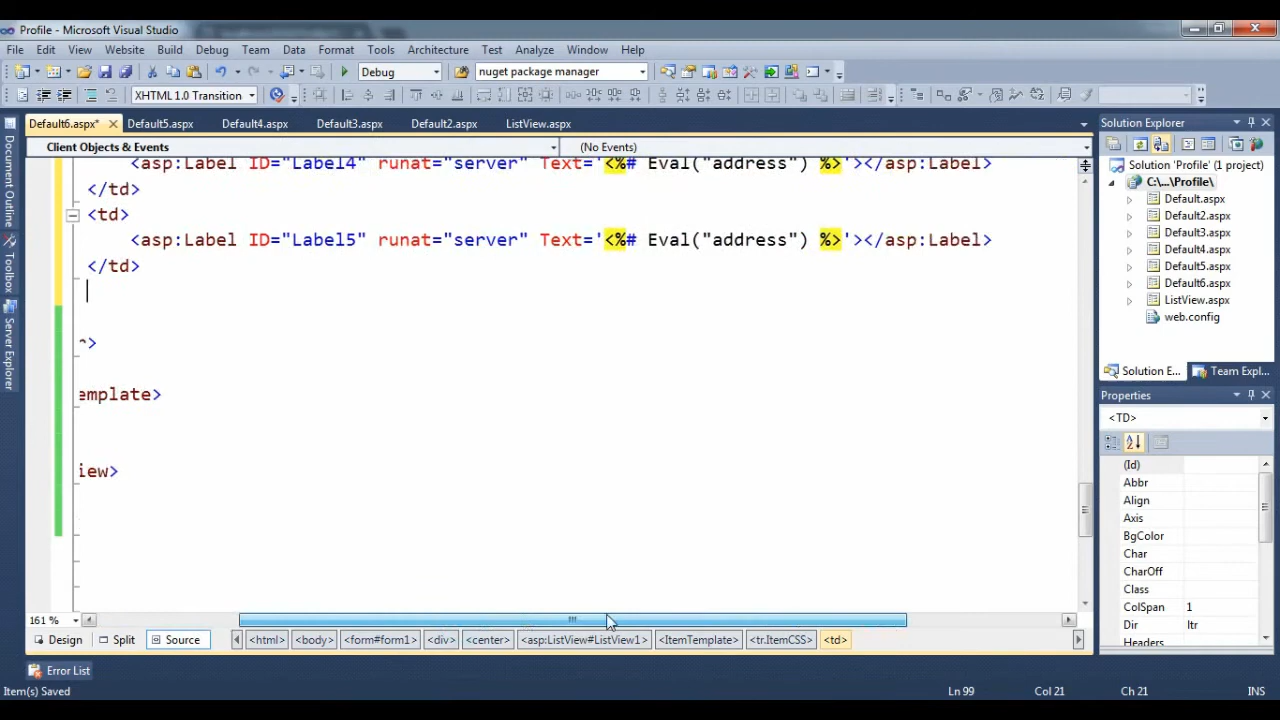 Profile - Microsoft Visual Studio
File Edit View Website Build Debug Team Data Format Tools Architecture Test Analyze Window Help
Debug nuget package manager
XHTML 1.0 Transition
Default6.aspx* Default5.aspx Default4.aspx Default3.aspx Default2.aspx ListView.aspx
Client Objects & Events (No Events)
<asp:Label ID="Label4" runat="server" Text='<%# Eval("address") %>'></asp:Label>
</td>
<td>
<asp:Label ID="Label5" runat="server" Text='<%# Eval("address") %>'></asp:Label>
</td>
>
emplate>
iew>
161 %
Design Split Source <html> <body> <form#form1> <div> <center> <asp:ListView#ListView1> <ItemTemplate> <tr.ItemCSS> <td>
Error List
Item(s) Saved Ln 99 Col 21 Ch 21 INS
Document Outline
Toolbox
Server Explorer
Solution Explorer
Solution 'Profile' (1 project)
C:\...\Profile\
Default.aspx
Default2.aspx
Default3.aspx
Default4.aspx
Default5.aspx
Default6.aspx
ListView.aspx
web.config
Solution E... Team Expl...
Properties
<TD>
(Id)
Abbr
Align
Axis
BgColor
Char
CharOff
Class
ColSpan 1
Dir ltr
Headers